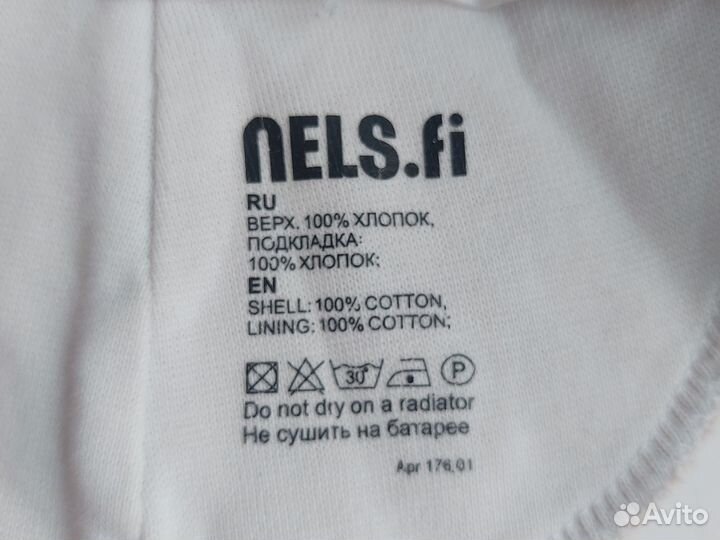 NELS.fi
RU
ВЕРХ. 100% ХЛОПОК,
ПОДКЛАДКА:
100% ХЛОПОК;
EN
SHELL: 100% COTTON,
LINING: 100% COTTON;
30° P
Do not dry on a radiator
Не сушить на батарее
Apr 176.01
Avito